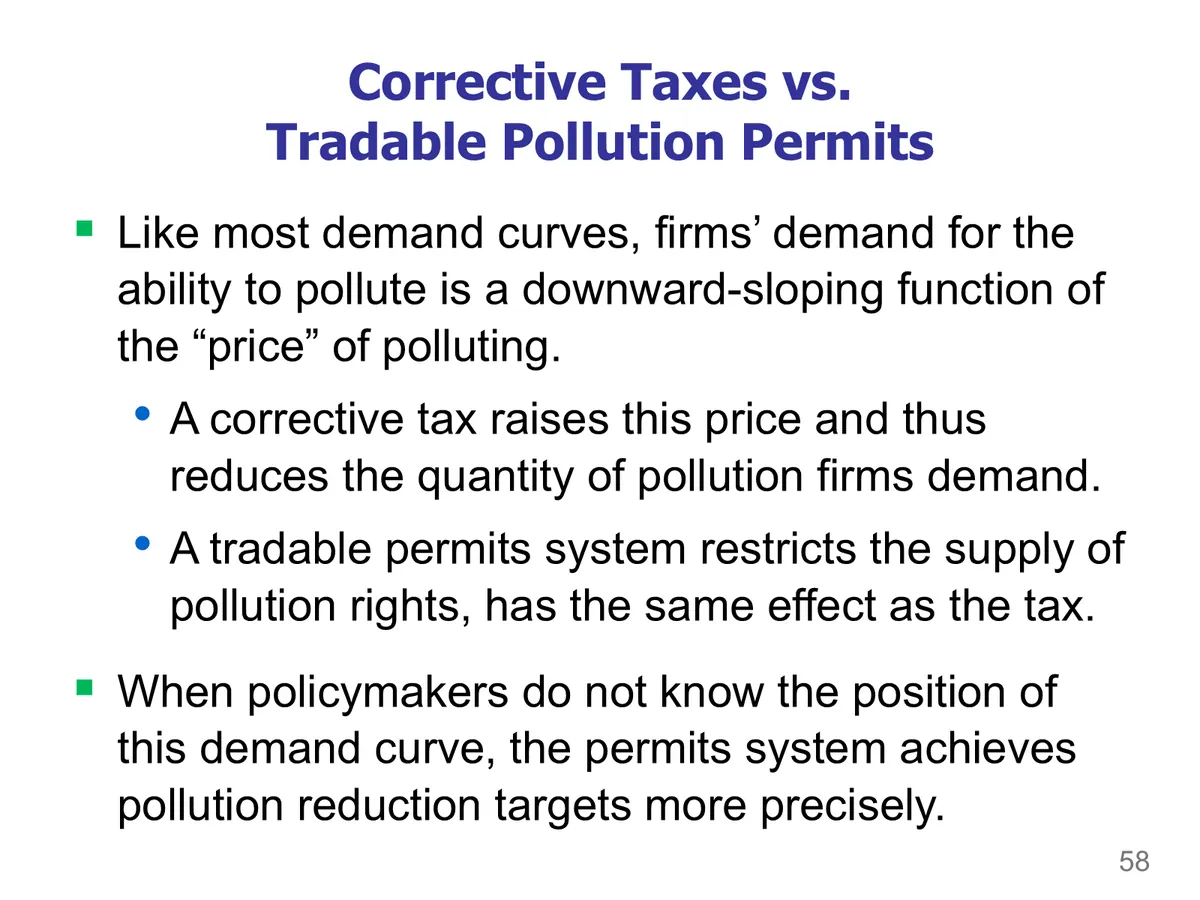 Corrective Taxes vs.
Tradable Pollution Permits
Like most demand curves, firms’ demand for the
ability to pollute is a downward-sloping function of
the “price” of polluting.
A corrective tax raises this price and thus
reduces the quantity of pollution firms demand.
A tradable permits system restricts the supply of
pollution rights, has the same effect as the tax.
When policymakers do not know the position of
this demand curve, the permits system achieves
pollution reduction targets more precisely.
58